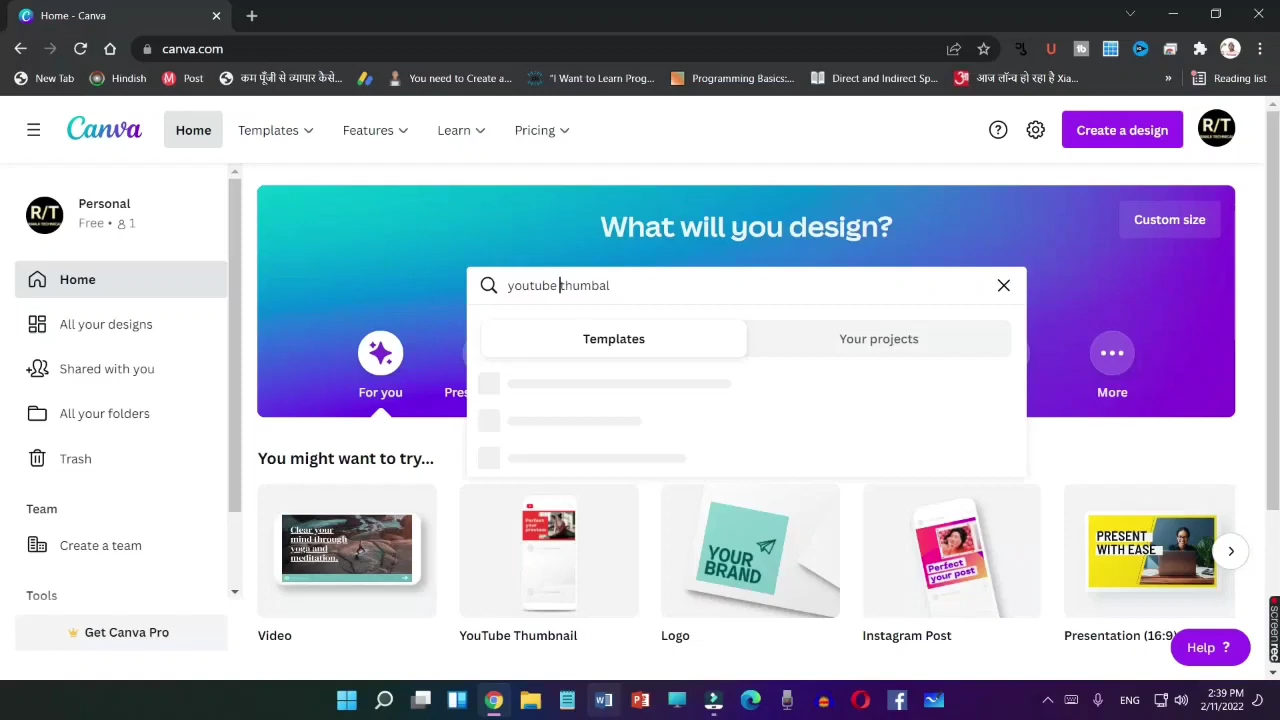 Home - Canva
canva.com
New Tab
Hindish
Post
कम पूँजी से व्यापार कैसे...
You need to Create a...
"I Want to Learn Prog...
Programming Basics:...
Direct and Indirect Sp...
आज लॉन्च हो रहा है Xia...
»
Reading list
Canva
Home
Templates
Features
Learn
Pricing
Create a design
R/T
R/T
Personal
Free • 1
Home
All your designs
Shared with you
All your folders
Trash
Team
Create a team
Tools
Get Canva Pro
What will you design?
Custom size
youtube thumbal
Templates
Your projects
For you
Pres
More
You might want to try...
Clear your
mind through
yoga and
meditation.
Perfect
your
YOUR
BRAND
Perfect
your post
PRESENT
WITH EASE
Video
YouTube Thumbnail
Logo
Instagram Post
Presentation (16:9)
Help ?
screenrec
ENG
2:39 PM
2/11/2022